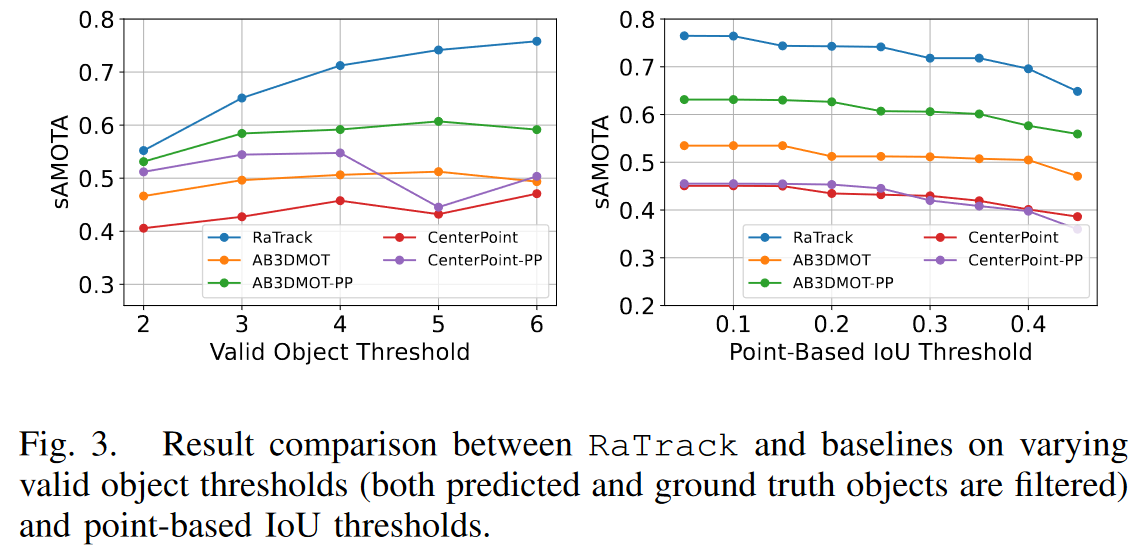 0.8
0.7
0.6
0.5
0.4
0.3
sAMOTA
2 3 4 5 6
Valid Object Threshold
RaTrack
AB3DMOT
AB3DMOT-PP
CenterPoint
CenterPoint-PP
0.8
0.7
0.6
0.5
0.4
0.3
0.2
sAMOTA
0.1 0.2 0.3 0.4
Point-Based IoU Threshold
RaTrack
AB3DMOT
AB3DMOT-PP
CenterPoint
CenterPoint-PP
Fig. 3. Result comparison between RaTrack and baselines on varying
valid object thresholds (both predicted and ground truth objects are filtered)
and point-based IoU thresholds.